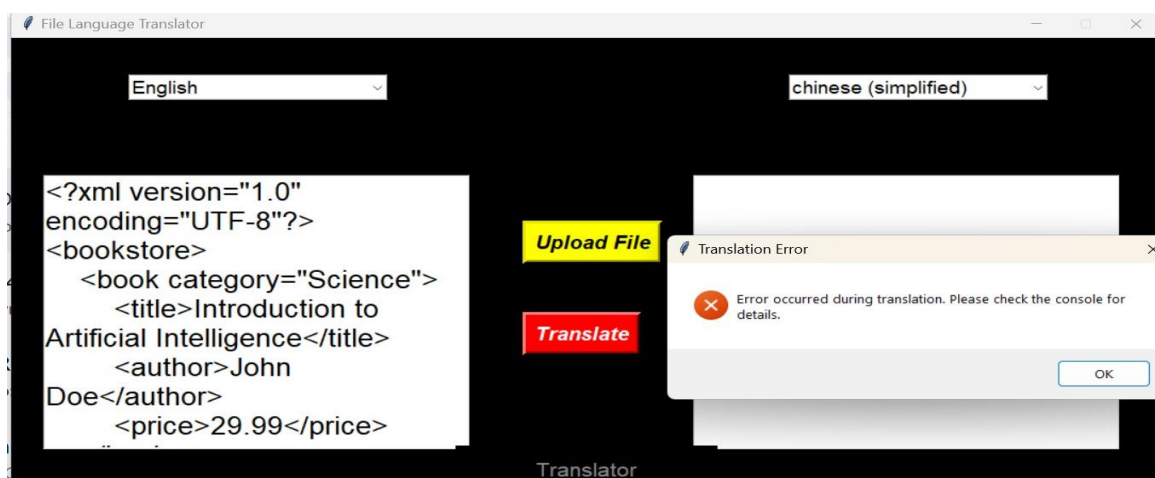 File Language Translator
English
chinese (simplified)
<?xml version="1.0"
encoding="UTF-8"?>
<bookstore>
<book category="Science">
<title>Introduction to
Artificial Intelligence</title>
<author>John
Doe</author>
<price>29.99</price>
Upload File
Translate
Translation Error
Error occurred during translation. Please check the console for
details.
OK
Translator